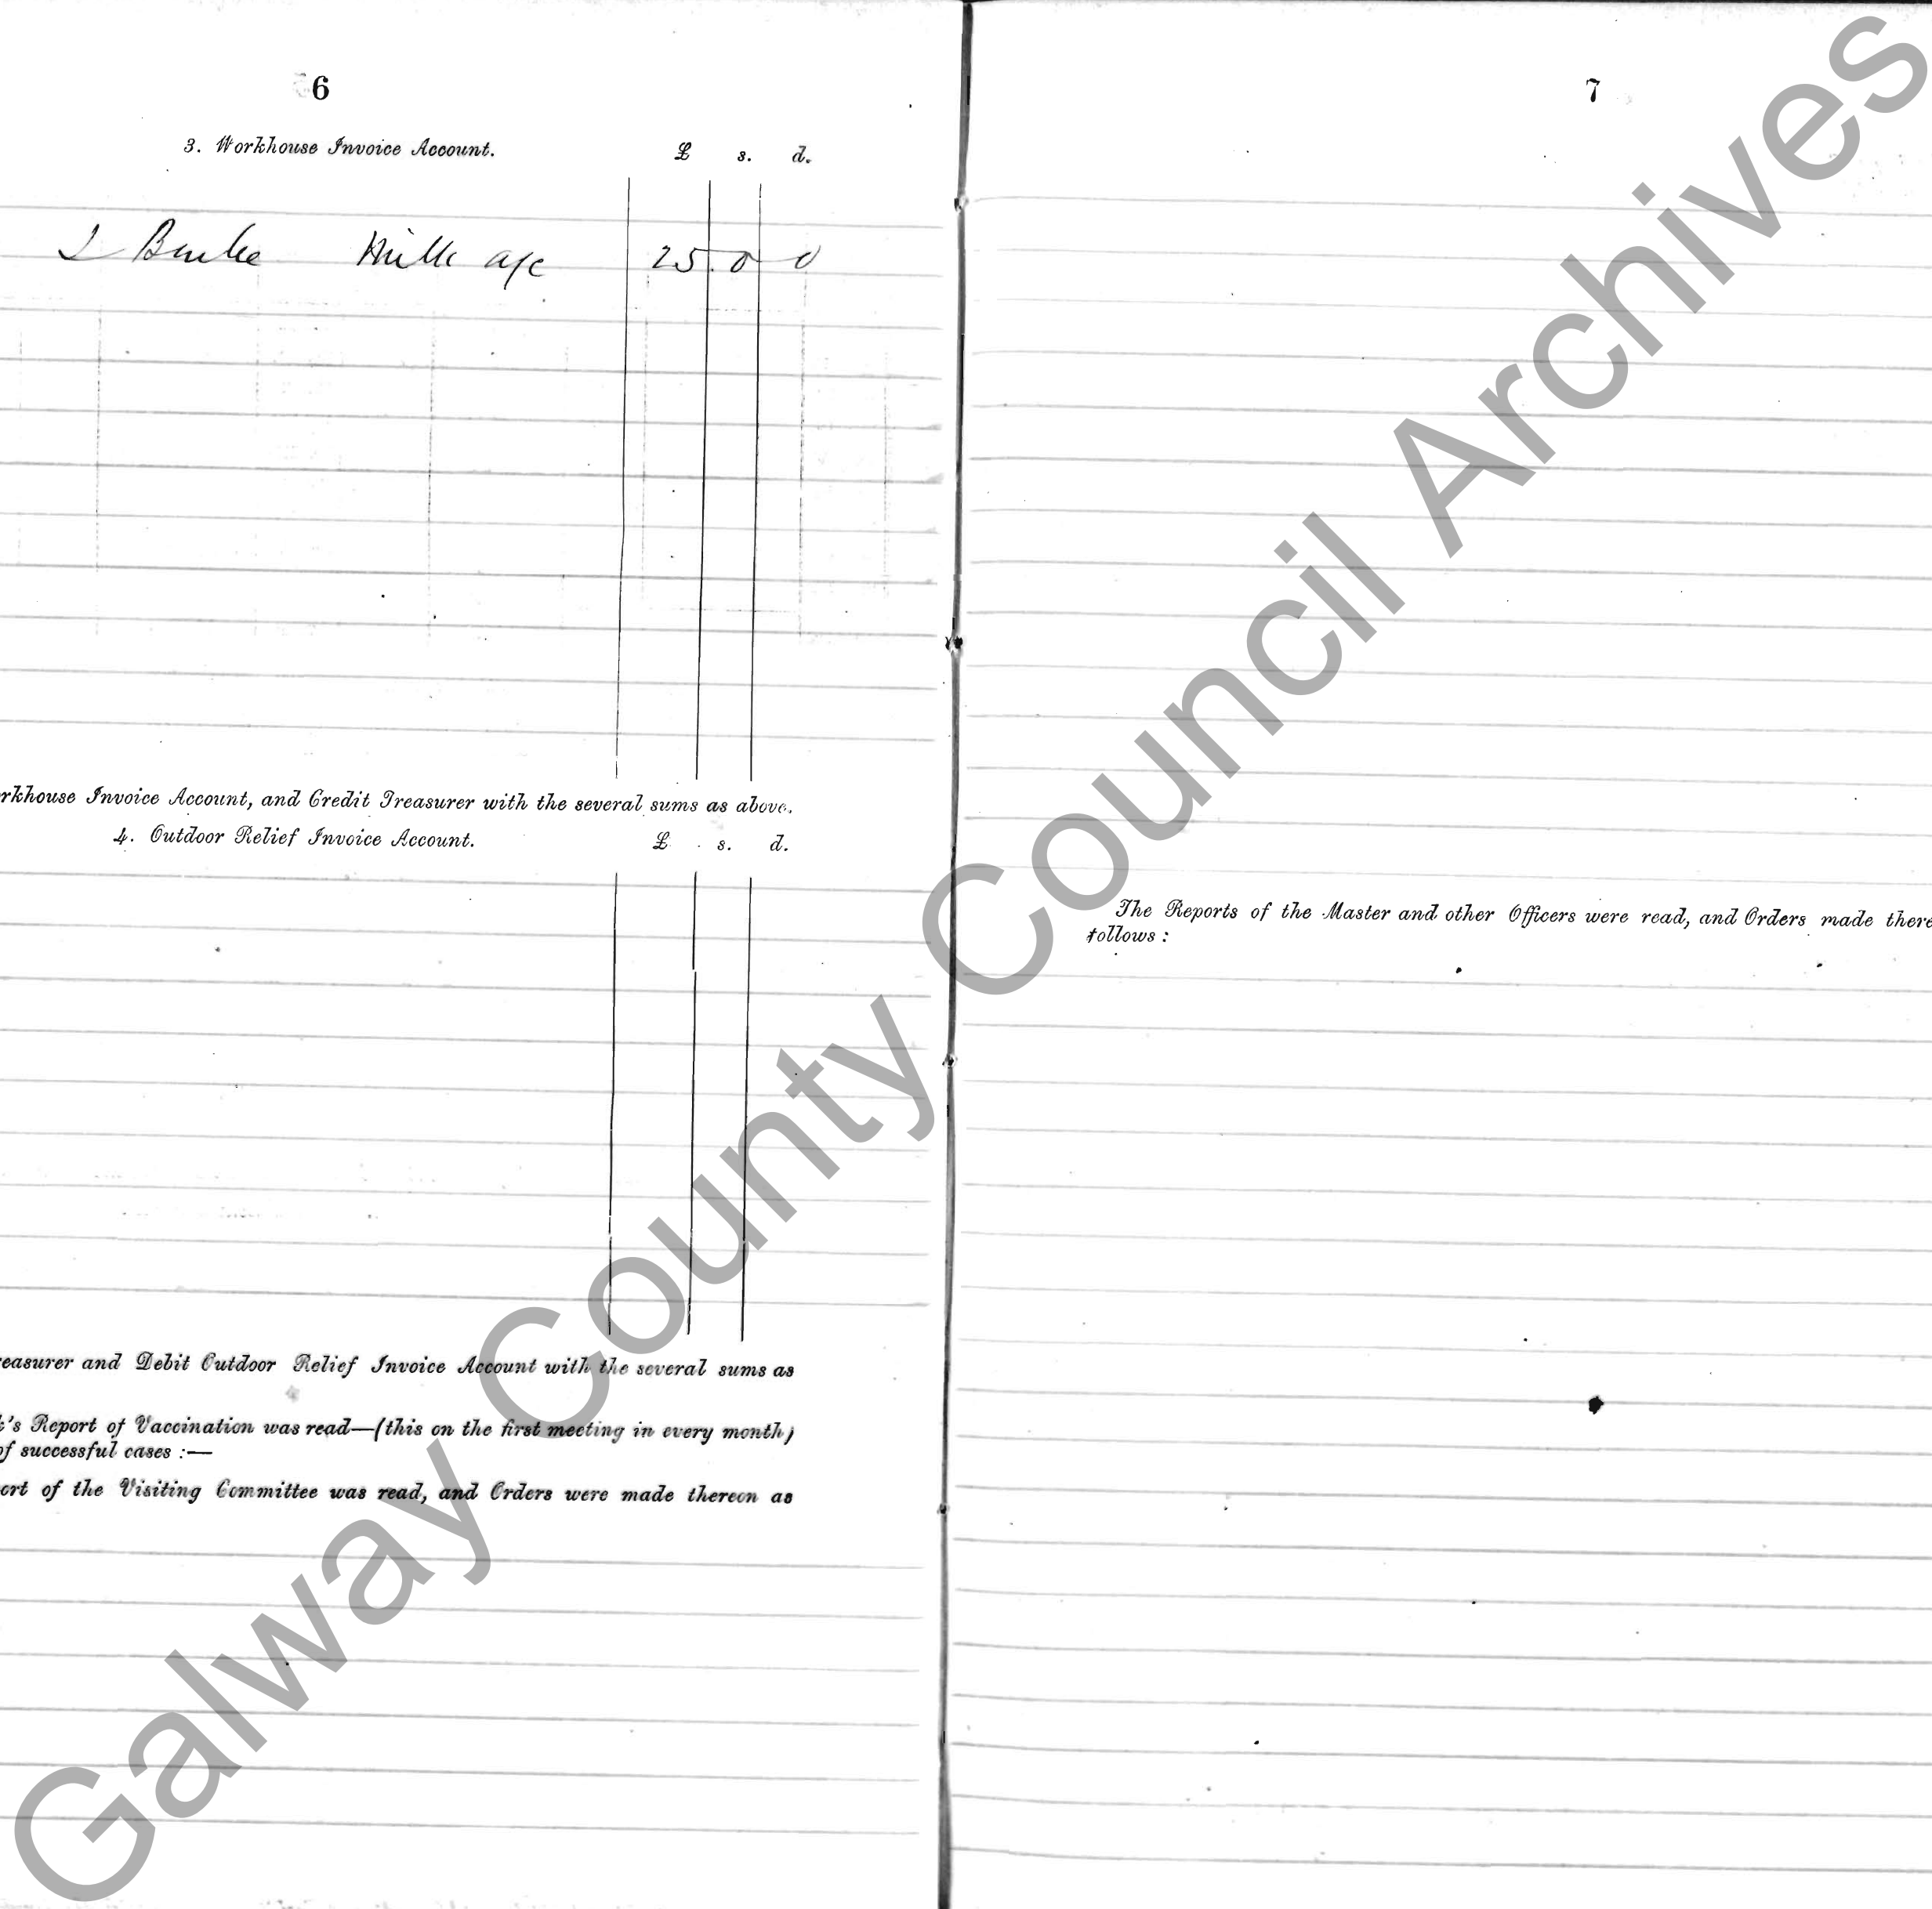 6
3. Workhouse Invoice Account. £ s. d.
Burke Milk a/c 25 . 0 0
rkhouse Invoice Account, and Credit Treasurer with the several sums as above.
4. Outdoor Relief Invoice Account. £ s. d.
reasurer and Debit Outdoor Relief Invoice Account with the several sums as
's Report of Vaccination was read—(this on the first meeting in every month)
of successful cases :—
ort of the Visiting Committee was read, and Orders were made thereon as
7
The Reports of the Master and other Officers were read, and Orders made there
follows :
Galway County Council Archives